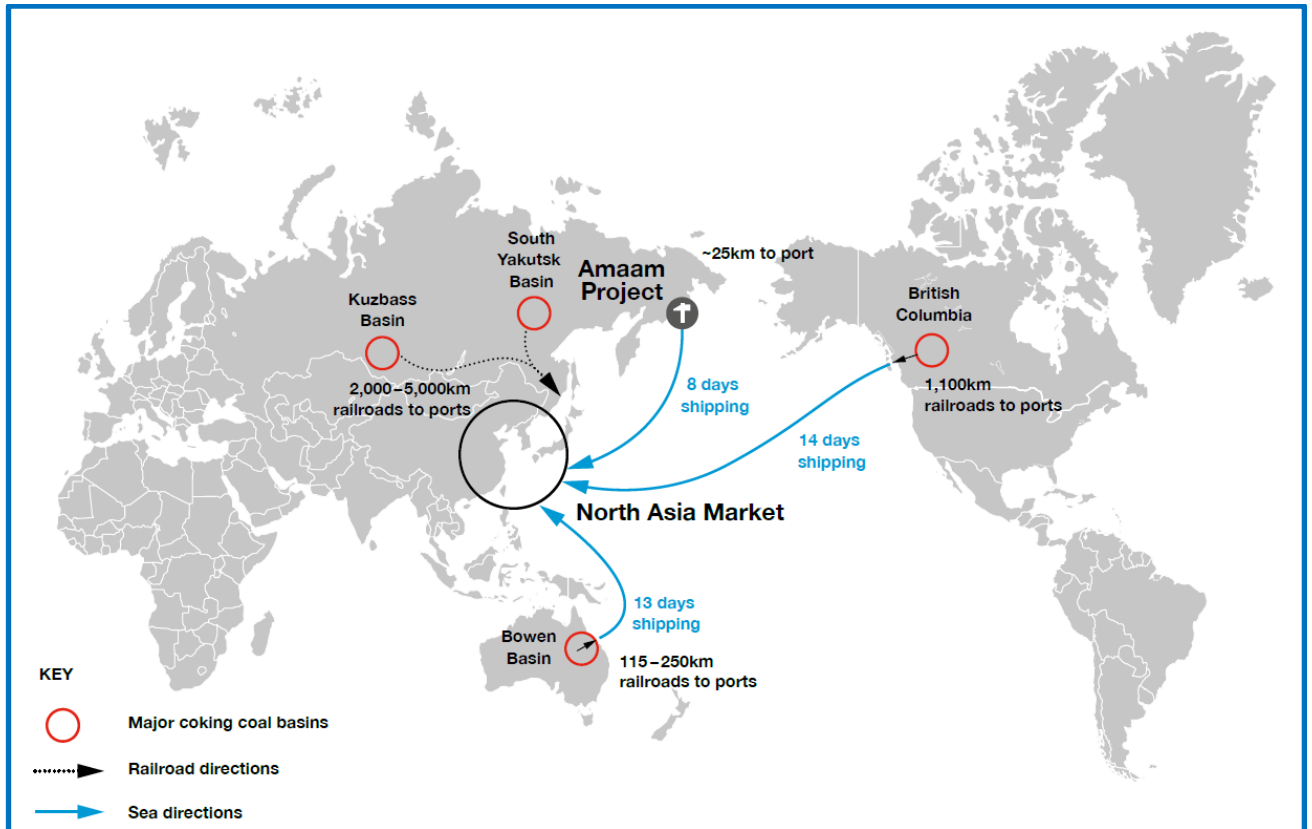 South
Yakutsk
Basin
Amaam
Project
~25km to port
Kuzbass
Basin
British
Columbia
2,000–5,000km
railroads to ports
8 days
shipping
1,100km
railroads to ports
14 days
shipping
North Asia Market
13 days
shipping
Bowen
Basin
115–250km
railroads to ports
KEY
Major coking coal basins
Railroad directions
Sea directions